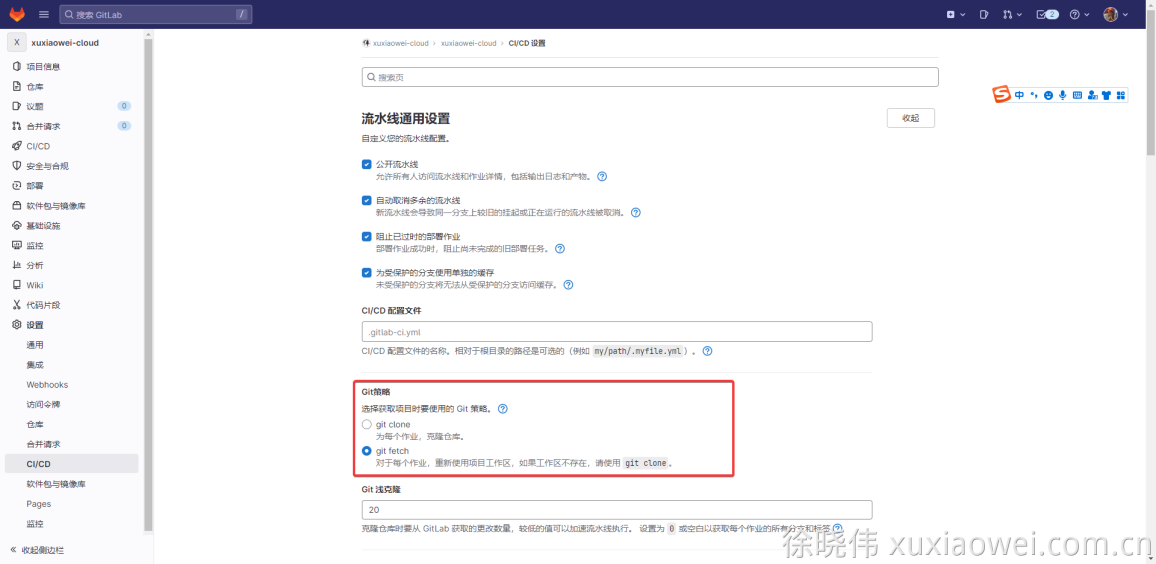 搜索 GitLab /
2
X xuxiaowei-cloud
项目信息
仓库
议题 0
合并请求 0
CI/CD
安全与合规
部署
软件包与镜像库
基础设施
监控
分析
Wiki
代码片段
设置
通用
集成
Webhooks
访问令牌
仓库
合并请求
CI/CD
软件包与镜像库
Pages
监控
收起侧边栏
xuxiaowei-cloud › xuxiaowei-cloud › CI/CD 设置
搜索页
中
流水线通用设置
收起
自定义您的流水线配置。
公开流水线
允许所有人访问流水线和作业详情，包括输出日志和产物。
自动取消多余的流水线
新流水线会导致同一分支上较旧的挂起或正在运行的流水线被取消。
阻止已过时的部署作业
部署作业成功时，阻止尚未完成的旧部署任务。
为受保护的分支使用单独的缓存
未受保护的分支将无法从受保护的分支访问缓存。
CI/CD 配置文件
.gitlab-ci.yml
CI/CD 配置文件的名称。相对于根目录的路径是可选的（例如 my/path/.myfile.yml ）。
Git策略
选择获取项目时要使用的 Git 策略。
git clone
为每个作业，克隆仓库。
git fetch
对于每个作业，重新使用项目工作区，如果工作区不存在，请使用 git clone 。
Git 浅克隆
20
克隆仓库时要从 GitLab 获取的更改数量，较低的值可以加速流水线执行。 设置为 0 或空白以获取每个作业的所有分支和标签
徐晓伟 xuxiaowei.com.cn